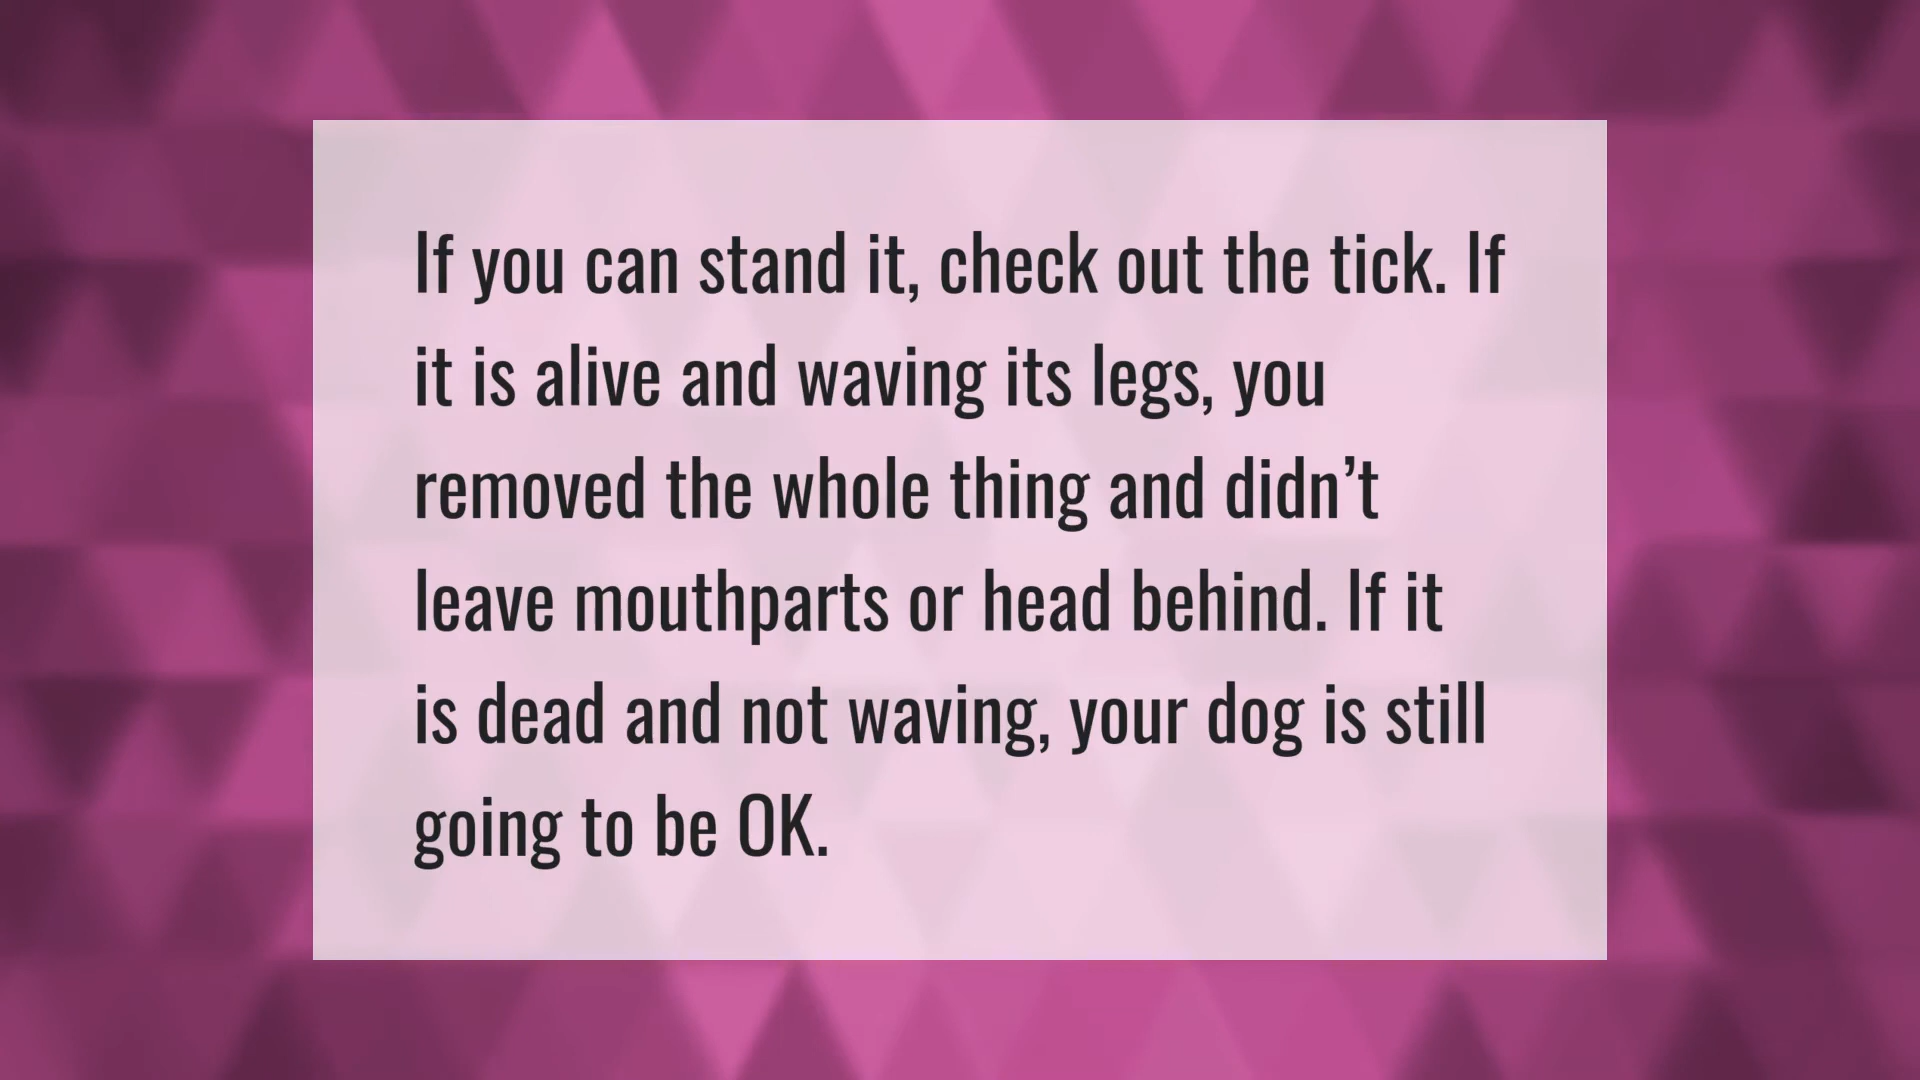 If you can stand it, check out the tick. If
it is alive and waving its legs, you
removed the whole thing and didn’t
leave mouthparts or head behind. If it
is dead and not waving, your dog is still
going to be OK.